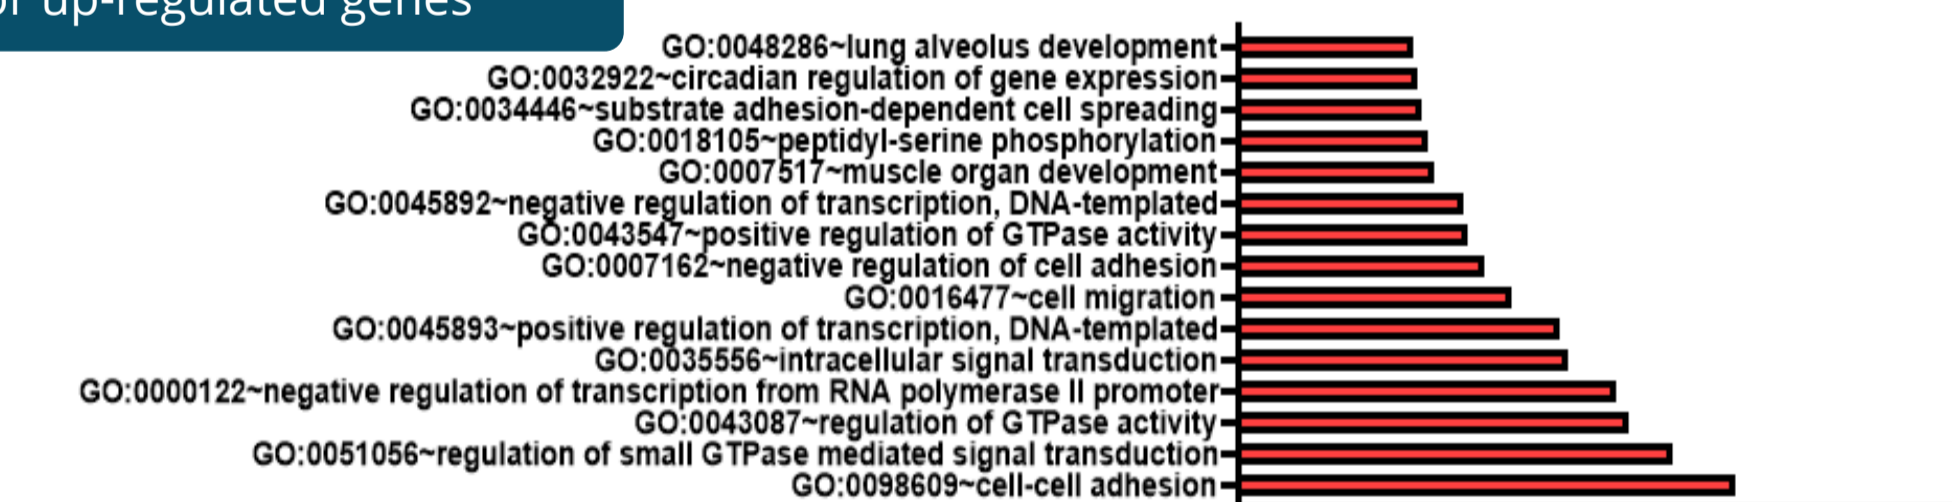 or up-regulated genes
GO:0048286~lung alveolus development
GO:0032922~circadian regulation of gene expression
GO:0034446~substrate adhesion-dependent cell spreading
GO:0018105~peptidyl-serine phosphorylation
GO:0007517~muscle organ development
GO:0045892~negative regulation of transcription, DNA-templated
GO:0043547~positive regulation of GTPase activity
GO:0007162~negative regulation of cell adhesion
GO:0016477~cell migration
GO:0045893~positive regulation of transcription, DNA-templated
GO:0035556~intracellular signal transduction
GO:0000122~negative regulation of transcription from RNA polymerase II promoter
GO:0043087~regulation of GTPase activity
GO:0051056~regulation of small GTPase mediated signal transduction
GO:0098609~cell-cell adhesion